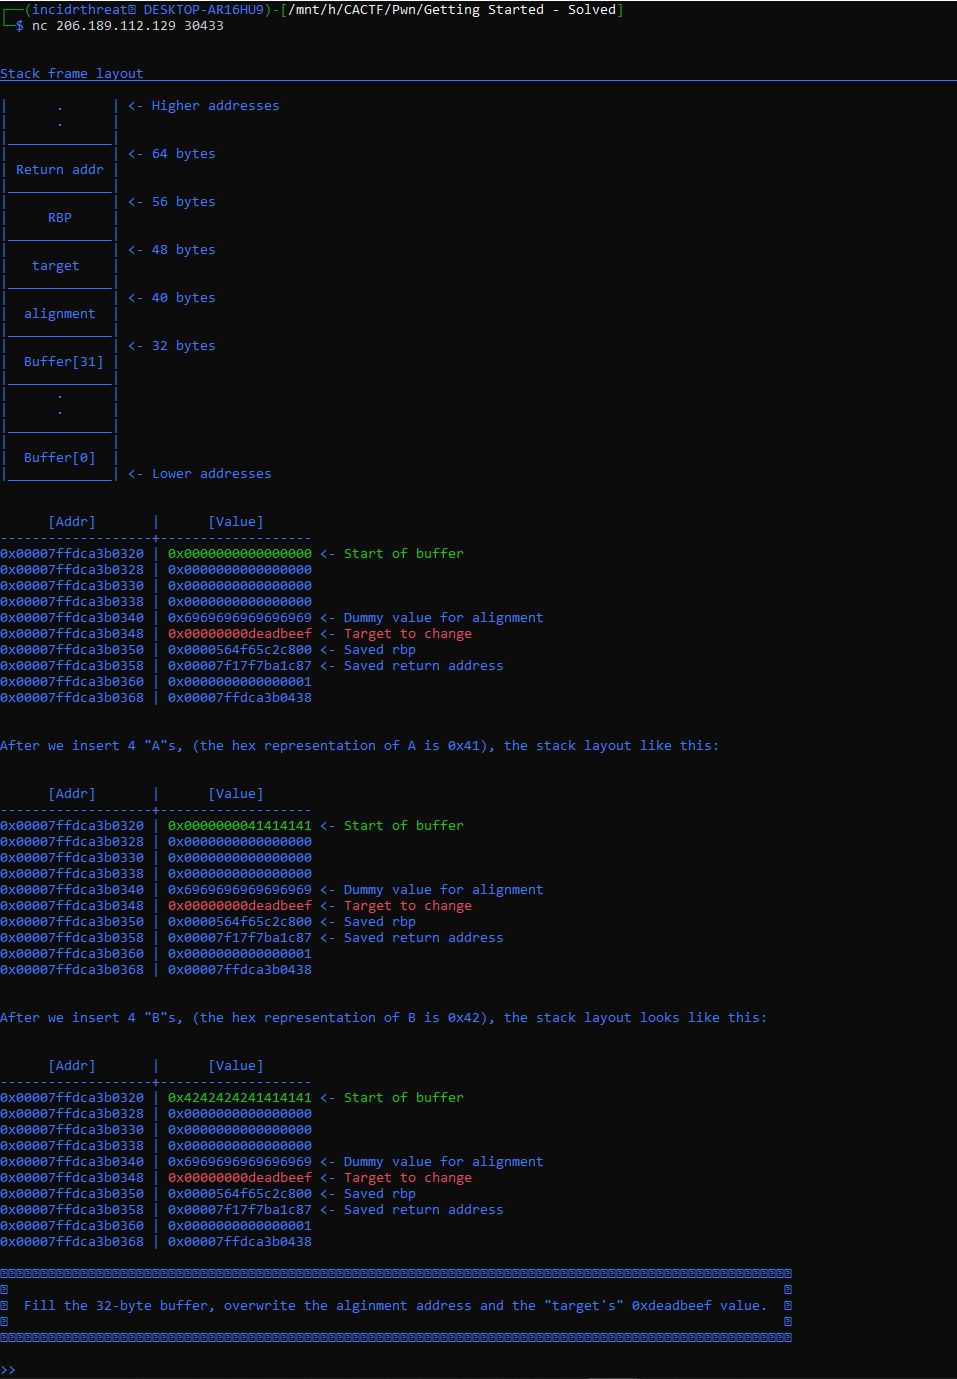 ┌──(incidrthreat㉿ DESKTOP-AR16HU9)-[/mnt/h/CACTF/Pwn/Getting Started - Solved]
└─$ nc 206.189.112.129 30433
Stack frame layout
|      .      | <- Higher addresses
|      .      |
|_____________|
|             | <- 64 bytes
| Return addr |
|_____________|
|             | <- 56 bytes
|     RBP     |
|_____________|
|             | <- 48 bytes
|   target    |
|_____________|
|             | <- 40 bytes
|  alignment  |
|_____________|
|             | <- 32 bytes
|  Buffer[31] |
|_____________|
|      .      |
|      .      |
|_____________|
|             |
|  Buffer[0]  |
|_____________| <- Lower addresses
      [Addr]       |      [Value]
-------------------+-------------------
0x00007ffdca3b0320 | 0x0000000000000000 <- Start of buffer
0x00007ffdca3b0328 | 0x0000000000000000
0x00007ffdca3b0330 | 0x0000000000000000
0x00007ffdca3b0338 | 0x0000000000000000
0x00007ffdca3b0340 | 0x6969696969696969 <- Dummy value for alignment
0x00007ffdca3b0348 | 0x00000000deadbeef <- Target to change
0x00007ffdca3b0350 | 0x0000564f65c2c800 <- Saved rbp
0x00007ffdca3b0358 | 0x00007f17f7ba1c87 <- Saved return address
0x00007ffdca3b0360 | 0x0000000000000001
0x00007ffdca3b0368 | 0x00007ffdca3b0438
After we insert 4 "A"s, (the hex representation of A is 0x41), the stack layout like this:
      [Addr]       |      [Value]
-------------------+-------------------
0x00007ffdca3b0320 | 0x0000000041414141 <- Start of buffer
0x00007ffdca3b0328 | 0x0000000000000000
0x00007ffdca3b0330 | 0x0000000000000000
0x00007ffdca3b0338 | 0x0000000000000000
0x00007ffdca3b0340 | 0x6969696969696969 <- Dummy value for alignment
0x00007ffdca3b0348 | 0x00000000deadbeef <- Target to change
0x00007ffdca3b0350 | 0x0000564f65c2c800 <- Saved rbp
0x00007ffdca3b0358 | 0x00007f17f7ba1c87 <- Saved return address
0x00007ffdca3b0360 | 0x0000000000000001
0x00007ffdca3b0368 | 0x00007ffdca3b0438
After we insert 4 "B"s, (the hex representation of B is 0x42), the stack layout looks like this:
      [Addr]       |      [Value]
-------------------+-------------------
0x00007ffdca3b0320 | 0x4242424241414141 <- Start of buffer
0x00007ffdca3b0328 | 0x0000000000000000
0x00007ffdca3b0330 | 0x0000000000000000
0x00007ffdca3b0338 | 0x0000000000000000
0x00007ffdca3b0340 | 0x6969696969696969 <- Dummy value for alignment
0x00007ffdca3b0348 | 0x00000000deadbeef <- Target to change
0x00007ffdca3b0350 | 0x0000564f65c2c800 <- Saved rbp
0x00007ffdca3b0358 | 0x00007f17f7ba1c87 <- Saved return address
0x00007ffdca3b0360 | 0x0000000000000001
0x00007ffdca3b0368 | 0x00007ffdca3b0438
Fill the 32-byte buffer, overwrite the alginment address and the "target's" 0xdeadbeef value.
>>